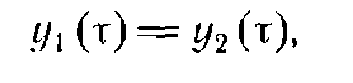 y₁(τ) = y₂(τ),